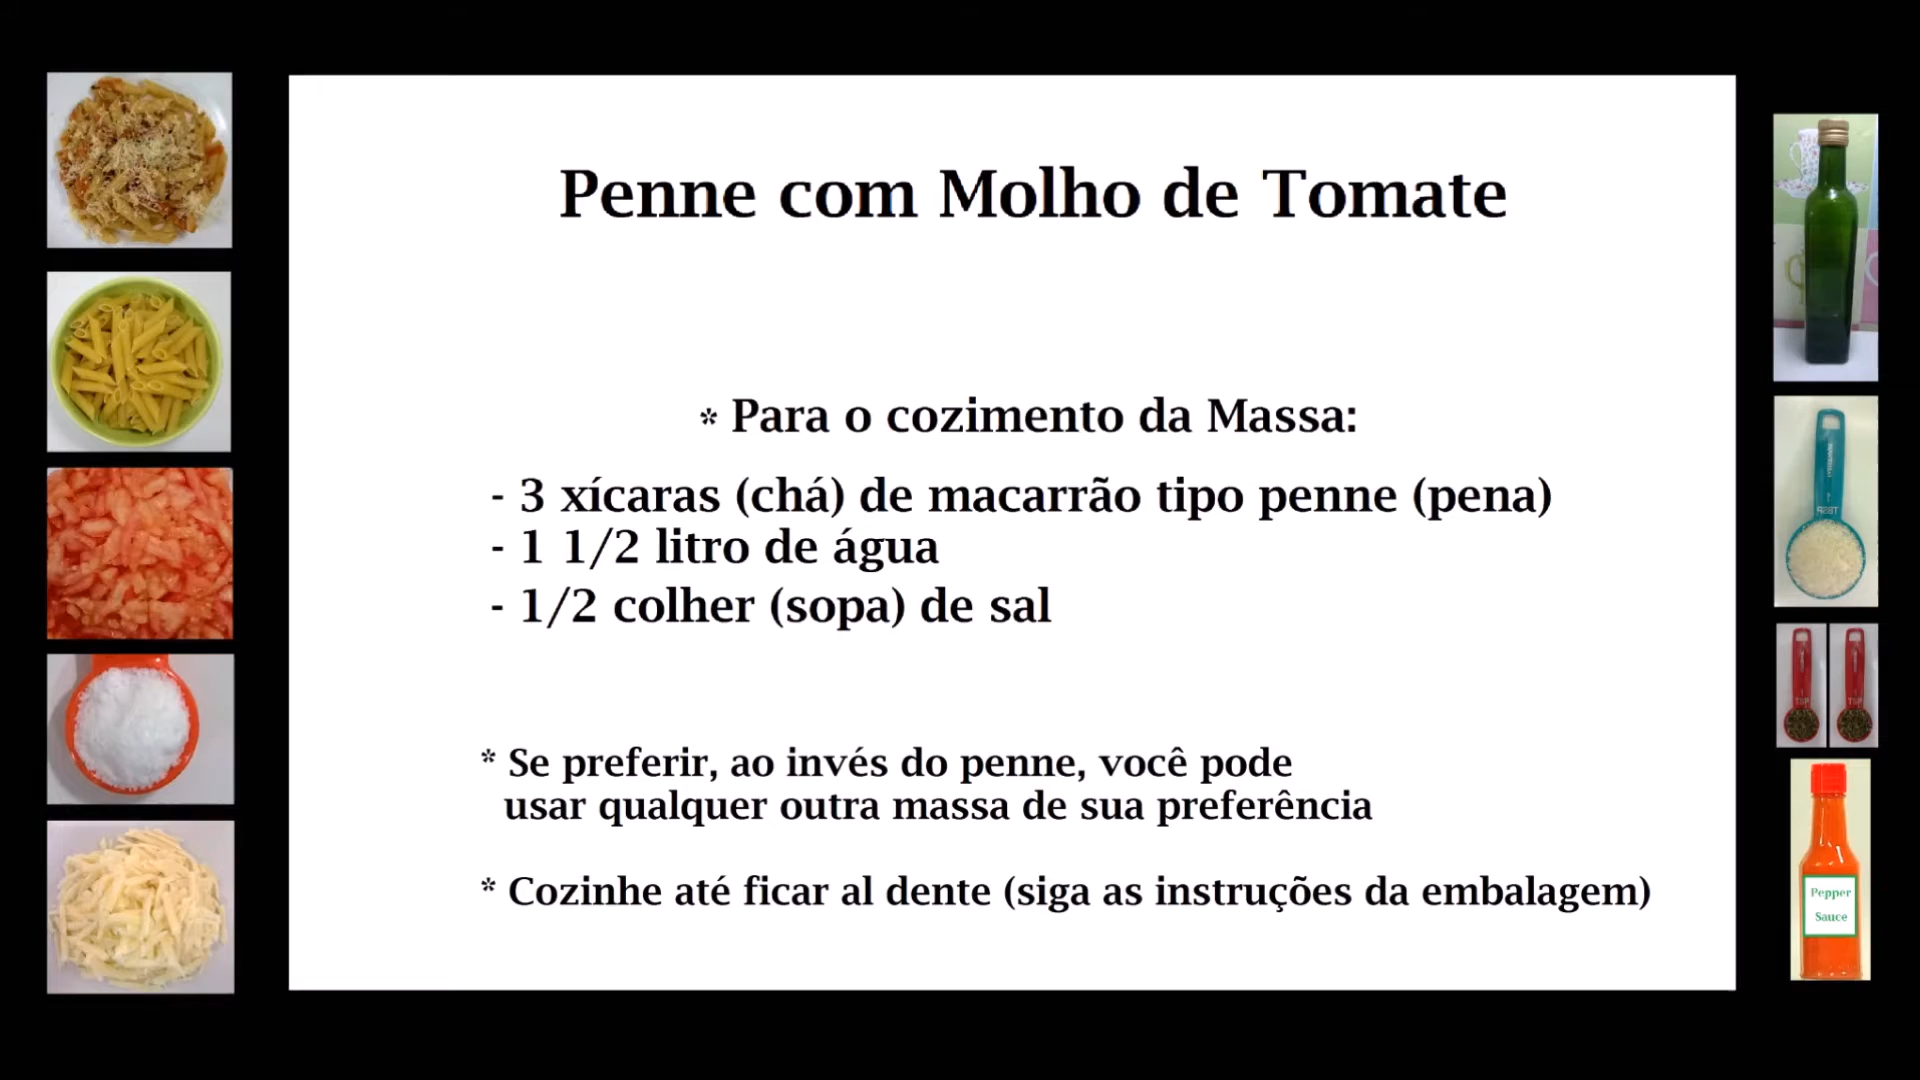 Penne com Molho de Tomate
* Para o cozimento da Massa:
- 3 xícaras (chá) de macarrão tipo penne (pena)
- 1 1/2 litro de água
- 1/2 colher (sopa) de sal
* Se preferir, ao invés do penne, você pode
usar qualquer outra massa de sua preferência
* Cozinhe até ficar al dente (siga as instruções da embalagem)
Pepper
Sauce